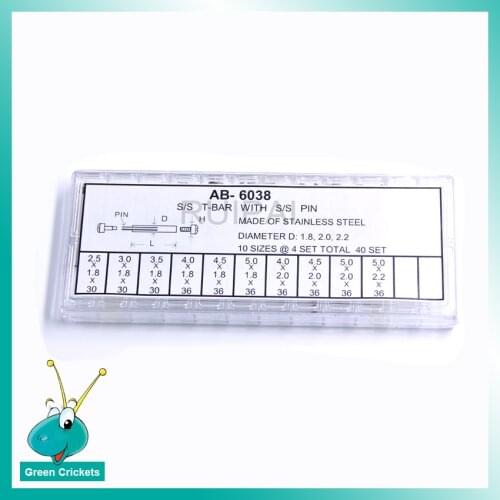 AB- 6038
S/S T-BAR WITH S/S PIN
PIN D H
MADE OF STAINLESS STEEL
L
DIAMETER D: 1.8, 2.0, 2.2
10 SIZES @ 4 SET TOTAL 40 SET
2.5 3.0 3.5 4.0 4.5 5.0 4.0 4.5 5.0 5.0
X X X X X X X X X X
1.8 1.8 1.8 1.8 1.8 1.8 2.0 2.0 2.0 2.2
X X X X X X X X X X
30 30 30 36 36 36 36 36 36 36
RUIHAI
Green Crickets